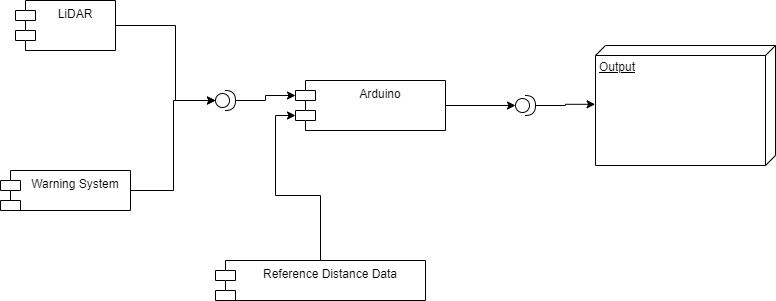 LiDAR
Arduino
Output
Warning System
Reference Distance Data